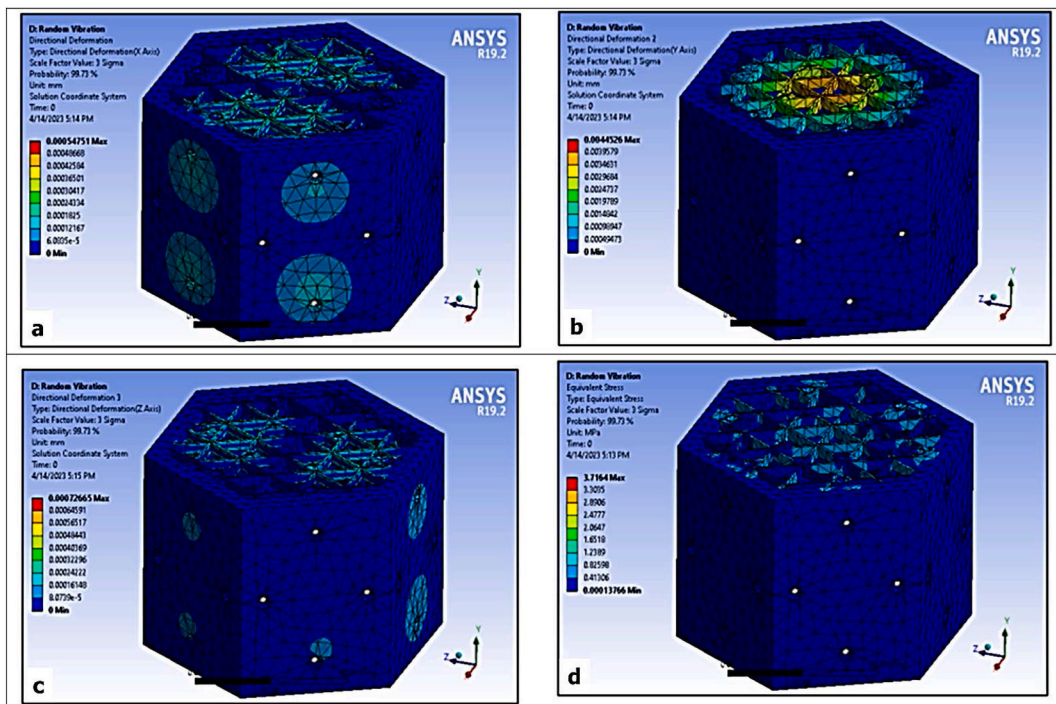 D: Random Vibration
Directional Deformation
Type: Directional Deformation(X Axis)
Scale Factor Value: 3 Sigma
Probability: 99.73 %
Unit: mm
Solution Coordinate System
Time: 0
4/14/2023 5:14 PM
0.00054751 Max
0.00048668
0.00042584
0.00036501
0.00030417
0.00024334
0.0001825
0.00012167
6.0835e-5
0 Min
ANSYS
R19.2
Y
Z
a
D: Random Vibration
Directional Deformation 2
Type: Directional Deformation(Y Axis)
Scale Factor Value: 3 Sigma
Probability: 99.73 %
Unit: mm
Solution Coordinate System
Time: 0
4/14/2023 5:14 PM
0.0044526 Max
0.0039579
0.0034631
0.0029684
0.0024737
0.0019789
0.0014842
0.00098947
0.00049473
0 Min
ANSYS
R19.2
Y
Z
b
D: Random Vibration
Directional Deformation 3
Type: Directional Deformation(Z Axis)
Scale Factor Value: 3 Sigma
Probability: 99.73 %
Unit: mm
Solution Coordinate System
Time: 0
4/14/2023 5:15 PM
0.00072665 Max
0.00064591
0.00056517
0.00048443
0.00040369
0.00032296
0.00024222
0.00016148
8.0739e-5
0 Min
ANSYS
R19.2
Y
Z
c
D: Random Vibration
Equivalent Stress
Type: Equivalent Stress
Scale Factor Value: 3 Sigma
Probability: 99.73 %
Unit: MPa
Time: 0
4/14/2023 5:13 PM
3.7164 Max
3.3035
2.8906
2.4777
2.0647
1.6518
1.2389
0.82598
0.41306
0.00013766 Min
ANSYS
R19.2
Y
Z
d